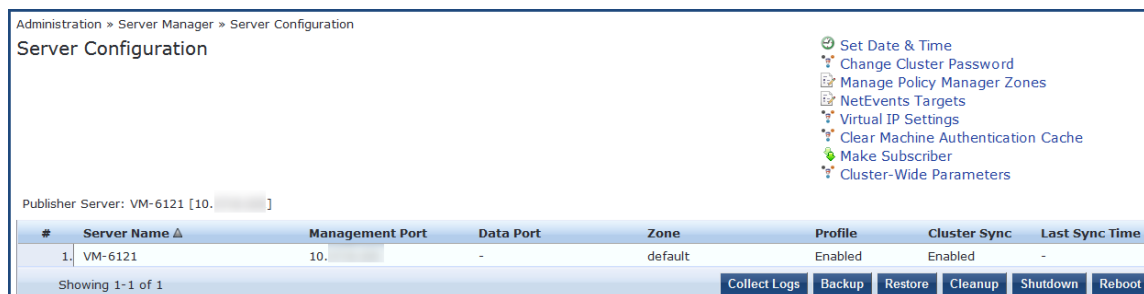 Administration » Server Manager » Server Configuration
Server Configuration
Set Date & Time
Change Cluster Password
Manage Policy Manager Zones
NetEvents Targets
Virtual IP Settings
Clear Machine Authentication Cache
Make Subscriber
Cluster-Wide Parameters
Publisher Server: VM-6121 [10. ]
# Server Name Management Port Data Port Zone Profile Cluster Sync Last Sync Time
1. VM-6121 10. - default Enabled Enabled -
Showing 1-1 of 1 Collect Logs Backup Restore Cleanup Shutdown Reboot